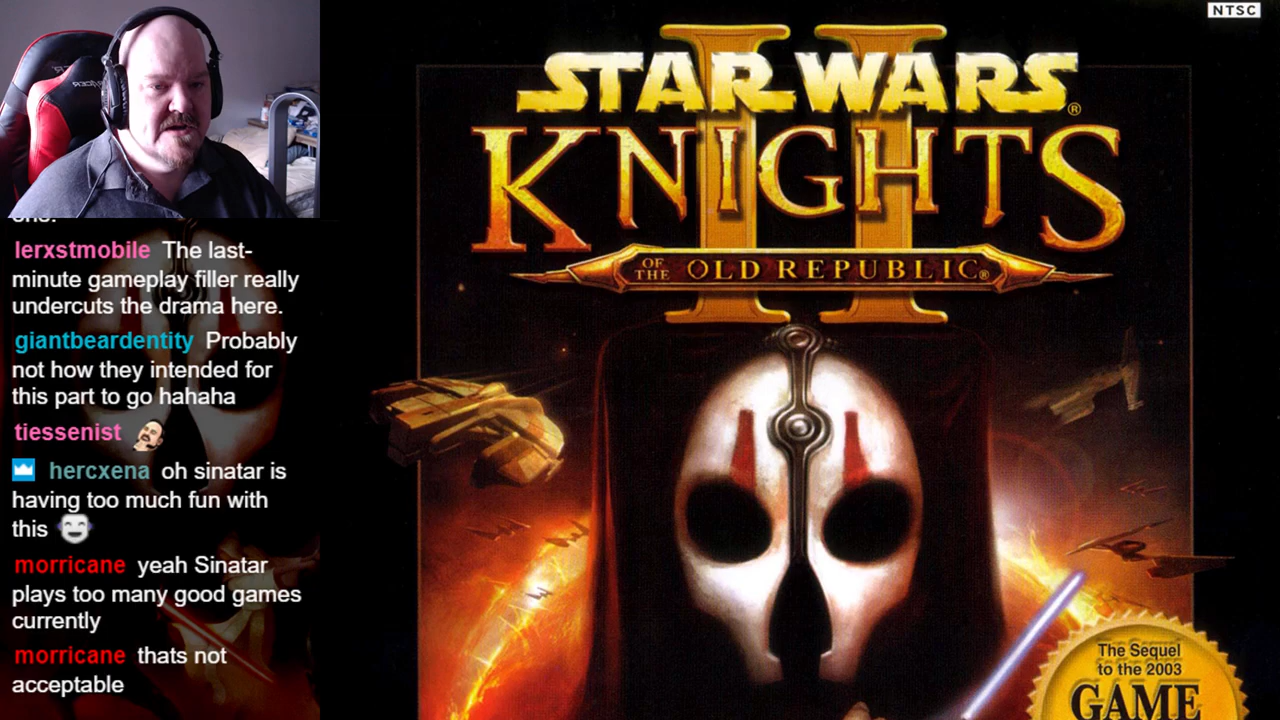 NTSC
STAR WARS®
KNIGHTS
II
OF THE OLD REPUBLIC®
lerxstmobile The last-
minute gameplay filler really
undercuts the drama here.
giantbeardentity Probably
not how they intended for
this part to go hahaha
tiessenist
hercxena oh sinatar is
having too much fun with
this
morricane yeah Sinatar
plays too many good games
currently
morricane thats not
acceptable
The Sequel
to the 2003
GAME